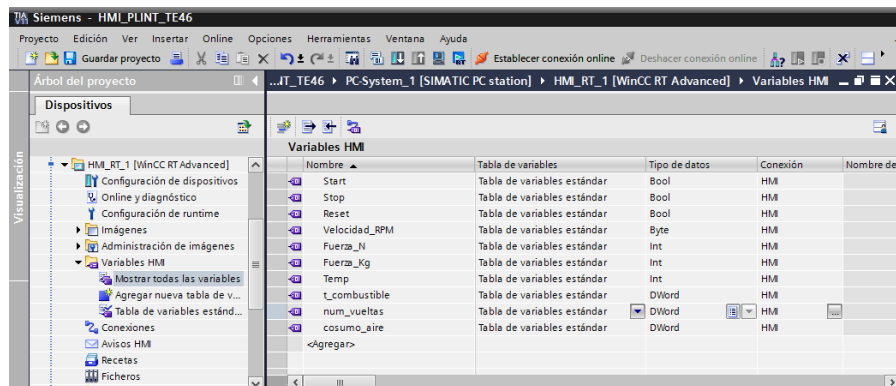 Siemens - HMI_PLINT_TE46
Proyecto Edición Ver Insertar Online Opciones Herramientas Ventana Ayuda
Guardar proyecto Establecer conexión online Deshacer conexión online
Árbol del proyecto
...IT_TE46 PC-System_1 [SIMATIC PC station] HMI_RT_1 [WinCC RT Advanced] Variables HMI
Dispositivos
Visualización
Variables HMI
Nombre Tabla de variables Tipo de datos Conexión Nombre de
Start Tabla de variables estándar Bool HMI
Stop Tabla de variables estándar Bool HMI
Reset Tabla de variables estándar Bool HMI
Velocidad_RPM Tabla de variables estándar Byte HMI
Fuerza_N Tabla de variables estándar Int HMI
Fuerza_Kg Tabla de variables estándar Int HMI
Temp Tabla de variables estándar Int HMI
t_combustible Tabla de variables estándar DWord HMI
num_vueltas Tabla de variables estándar DWord HMI
cosumo_aire Tabla de variables estándar DWord HMI
<Agregar>
HMI_RT_1 [WinCC RT Advanced]
Configuración de dispositivos
Online y diagnóstico
Configuración de runtime
Imágenes
Administración de imágenes
Variables HMI
Mostrar todas las variables
Agregar nueva tabla de v...
Tabla de variables estánd...
Conexiones
Avisos HMI
Recetas
Ficheros